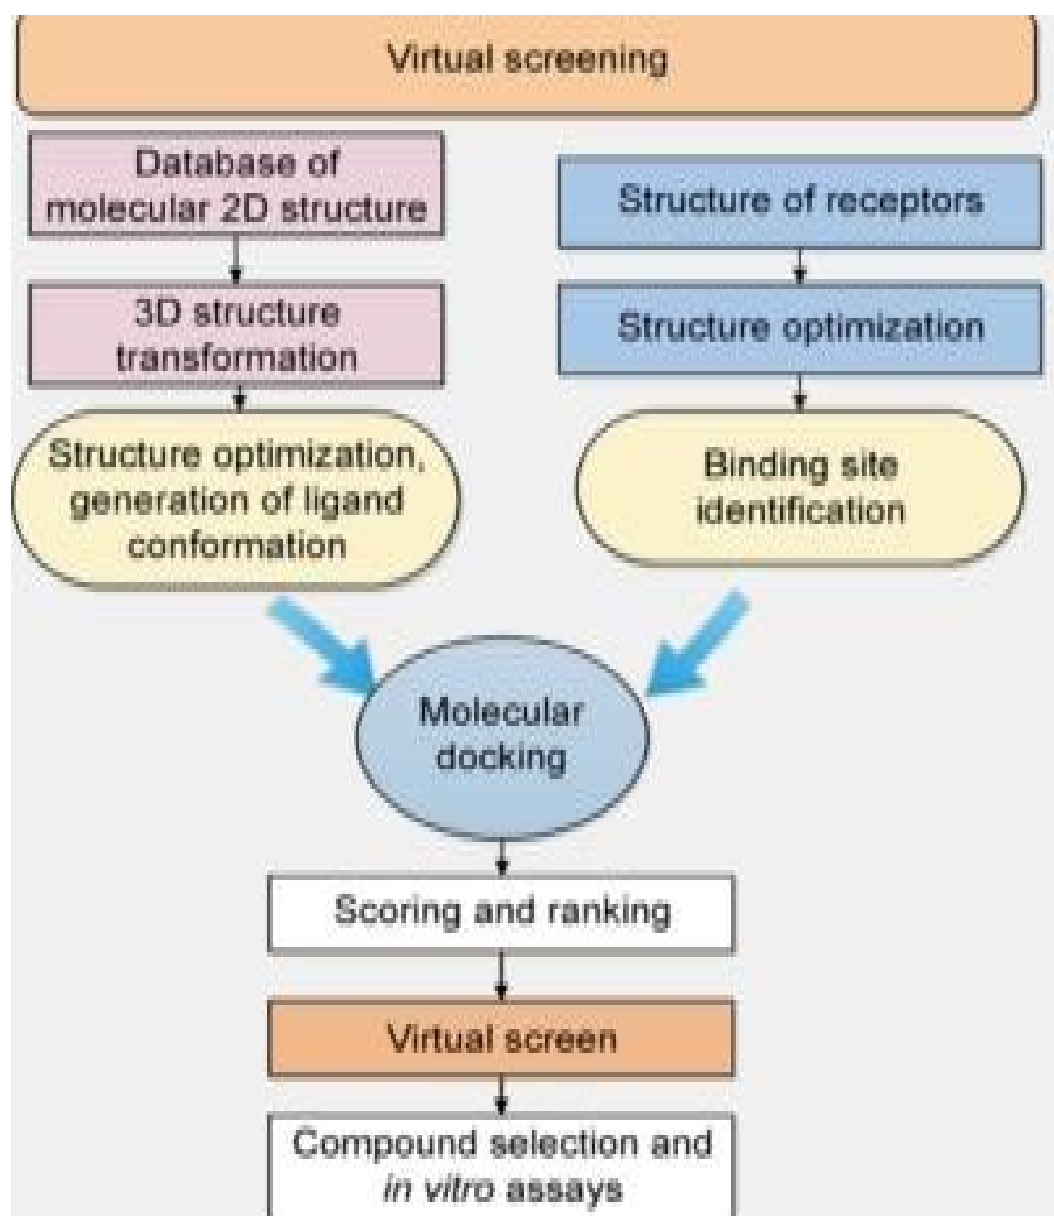 Virtual screening
Database of
molecular 2D structure
3D structure
transformation
Structure optimization,
generation of ligand
conformation
Structure of receptors
Structure optimization
Binding site
identification
Molecular
docking
Scoring and ranking
Virtual screen
Compound selection and
in vitro assays